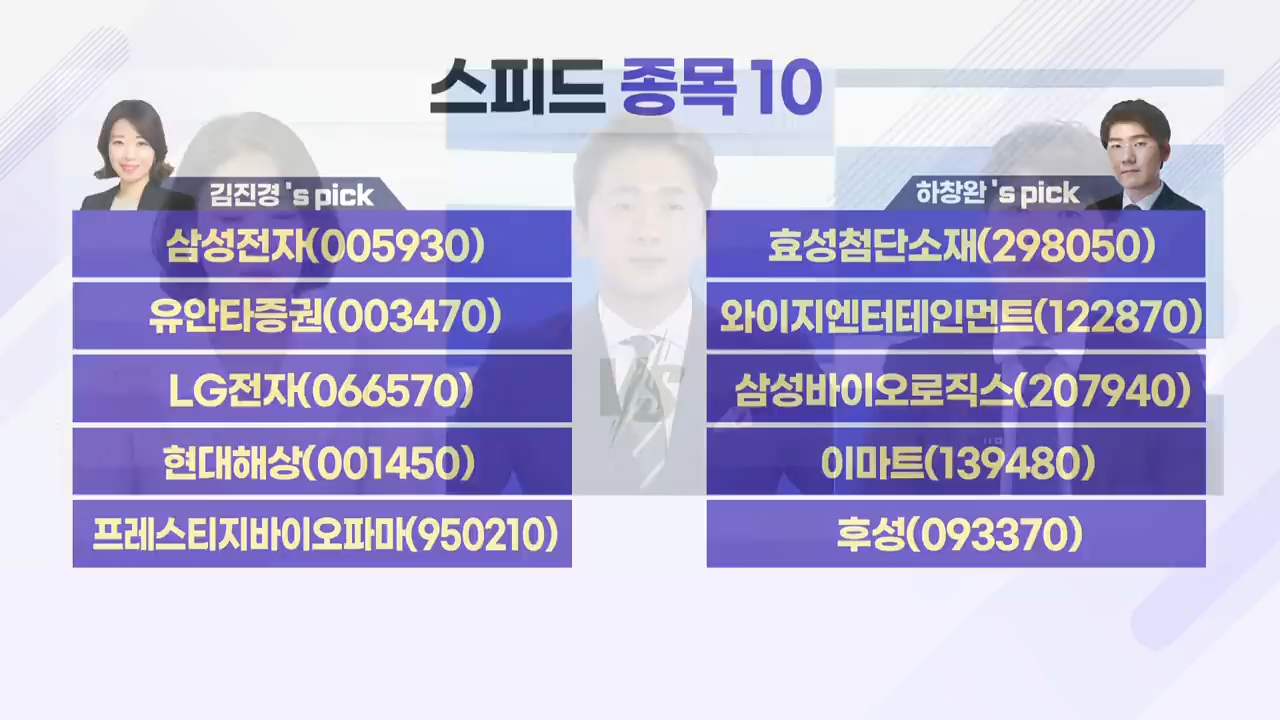 스피드 종목 10
김진경 's pick
삼성전자(005930)
유안타증권(003470)
LG전자(066570)
현대해상(001450)
프레스티지바이오파마(950210)
VS
하창완 's pick
효성첨단소재(298050)
와이지엔터테인먼트(122870)
삼성바이오로직스(207940)
이마트(139480)
후성(093370)